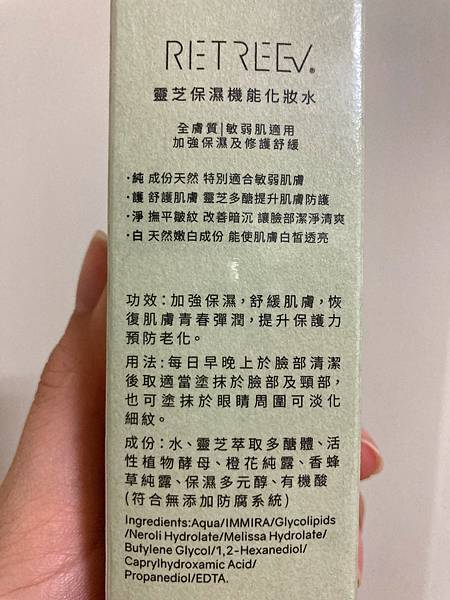 RETREEV®
靈芝保濕機能化妝水
全膚質|敏弱肌適用
加強保濕及修護舒緩
·純 成份天然 特別適合敏弱肌膚
·護 舒護肌膚 靈芝多醣提升肌膚防護
·淨 撫平皺紋 改善暗沉 讓臉部潔淨清爽
·白 天然嫩白成份 能使肌膚白皙透亮
功效:加強保濕,舒緩肌膚,恢
復肌膚青春彈潤,提升保護力
預防老化。
用法:每日早晚上於臉部清潔
後取適當塗抹於臉部及頸部,
也可塗抹於眼睛周圍可淡化
細紋。
成份:水、靈芝萃取多醣體、活
性植物酵母、橙花純露、香蜂
草純露、保濕多元醇、有機酸
(符合無添加防腐系統)
Ingredients:Aqua/IMMIRA/Glycolipids
/Neroli Hydrolate/Melissa Hydrolate/
Butylene Glycol/1,2-Hexanediol/
Caprylhydroxamic Acid/
Propanediol/EDTA.